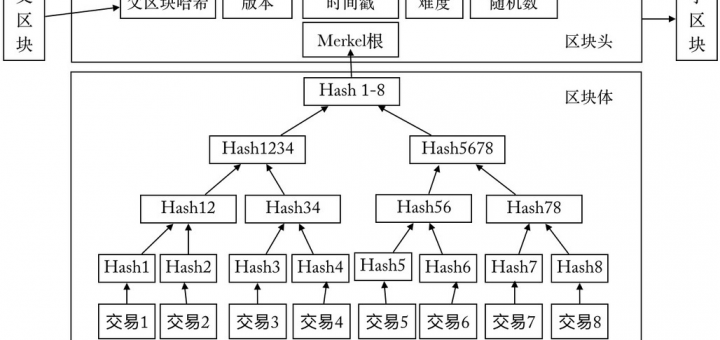 父区块
父区块哈希 版本 时间戳 难度 随机数
子区块
Merkel根
区块头
Hash 1-8
区块体
Hash1234 Hash5678
Hash12 Hash34 Hash56 Hash78
Hash1 Hash2 Hash3 Hash4 Hash5 Hash6 Hash7 Hash8
交易1 交易2 交易3 交易4 交易5 交易6 交易7 交易8